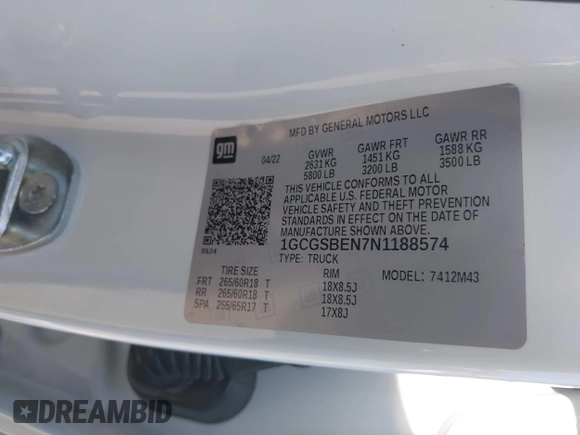 MFD BY GENERAL MOTORS LLC
gm
04/22
GVWR
2631 KG
5800 LB
GAWR FRT
1451 KG
3200 LB
GAWR RR
1588 KG
3500 LB
THIS VEHICLE CONFORMS TO ALL
APPLICABLE U.S. FEDERAL MOTOR
VEHICLE SAFETY AND THEFT PREVENTION
STANDARDS IN EFFECT ON THE DATE OF
MANUFACTURE SHOWN ABOVE.
0624
1GCGSBEN7N1188574
TYPE: TRUCK
TIRE SIZE
RIM
MODEL: 7412M43
FRT 265/60R18 T 18X8.5J
RR 265/60R18 T 18X8.5J
SPA 255/65R17 T 17X8J
DREAMBID